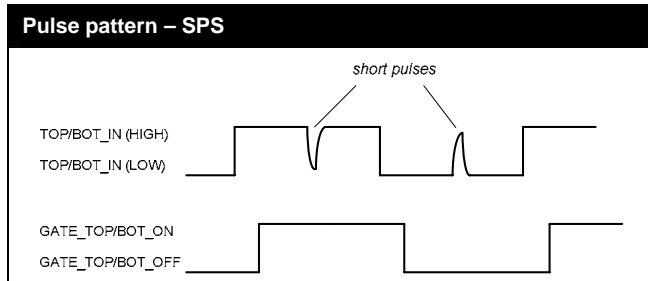 Pulse pattern – SPS
short pulses
TOP/BOT_IN (HIGH)
TOP/BOT_IN (LOW)
GATE_TOP/BOT_ON
GATE_TOP/BOT_OFF